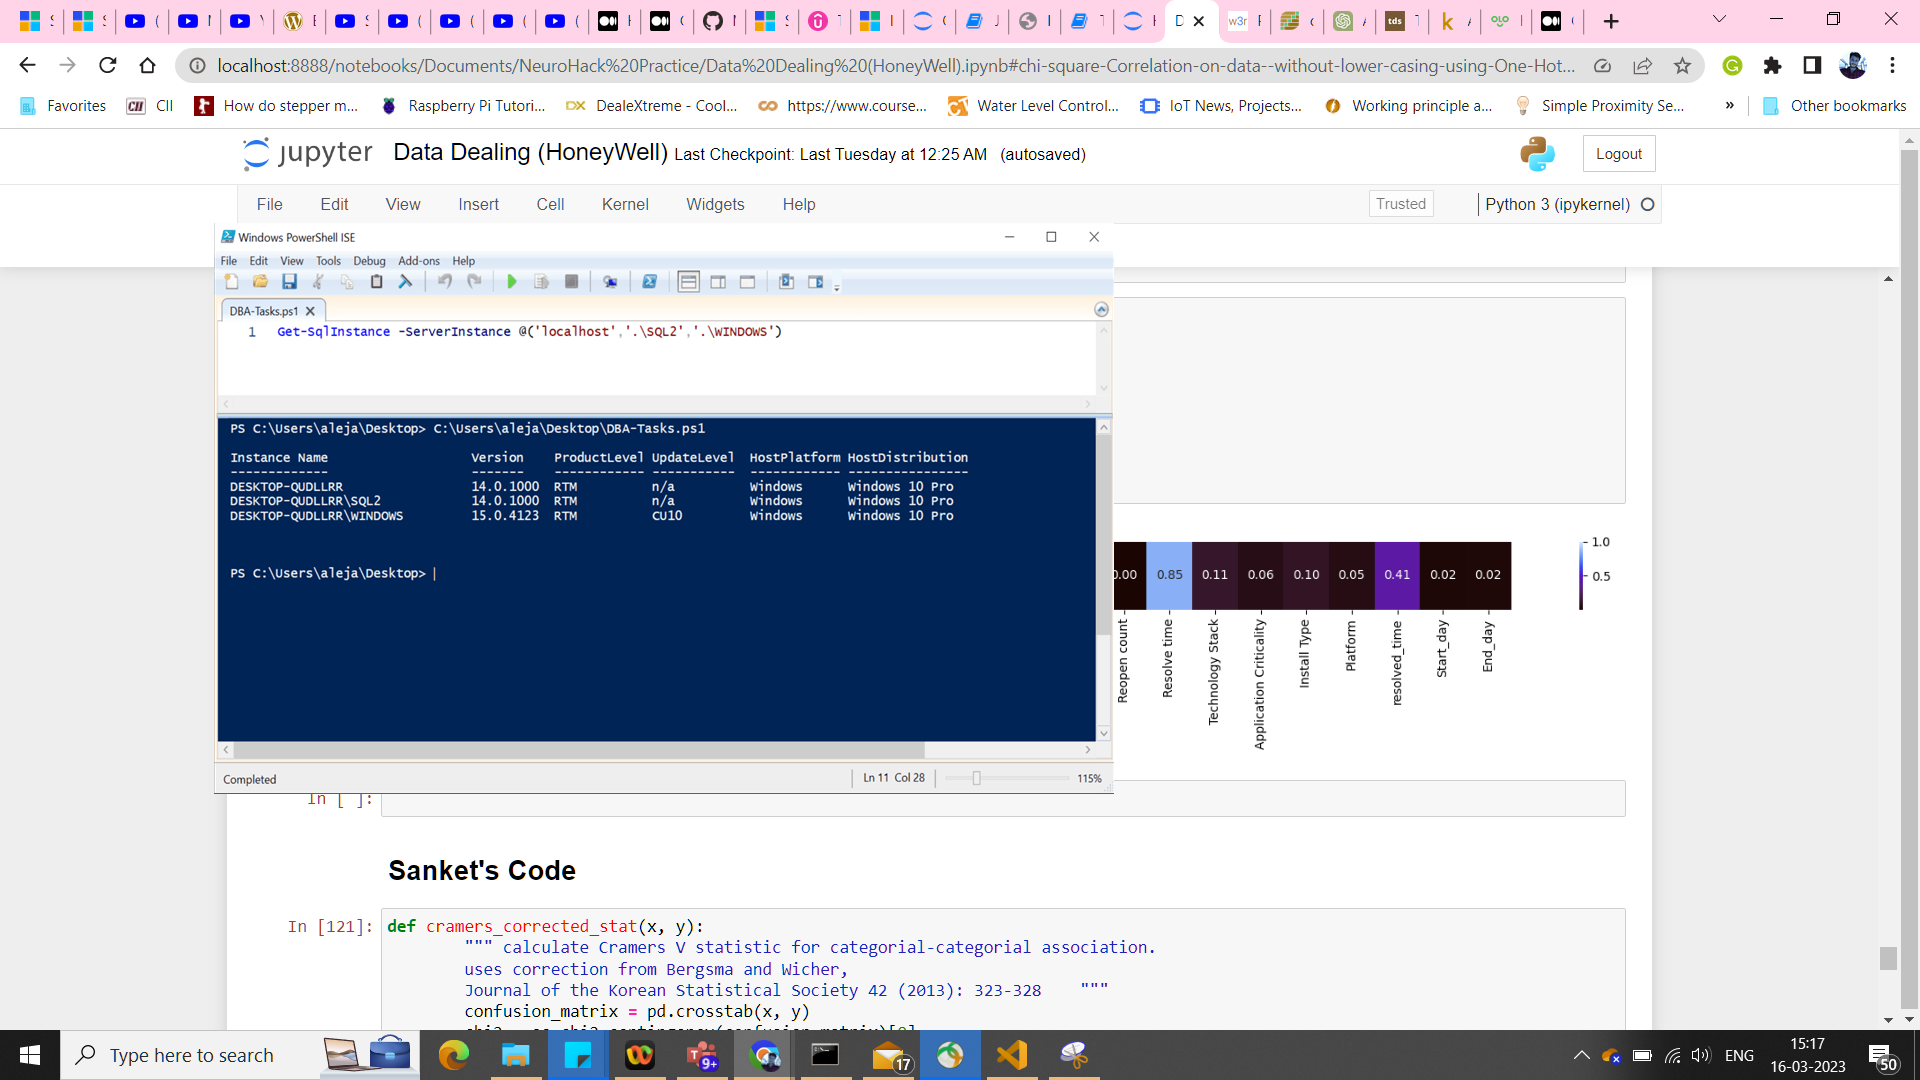 localhost:8888/notebooks/Documents/NeuroHack%20Practice/Data%20Dealing%20(HoneyWell).ipynb#chi-square-Correlation-on-data--without-lower-casing-using-One-Hot...
Favorites CII How do stepper m... Raspberry Pi Tutori... DealeXtreme - Cool... https://www.course... Water Level Control... IoT News, Projects... Working principle a... Simple Proximity Se... » Other bookmarks
jupyter Data Dealing (HoneyWell) Last Checkpoint: Last Tuesday at 12:25 AM (autosaved) Logout
File Edit View Insert Cell Kernel Widgets Help Trusted Python 3 (ipykernel)
Windows PowerShell ISE
File Edit View Tools Debug Add-ons Help
DBA-Tasks.ps1
1 Get-SqlInstance -ServerInstance @('localhost','.\SQL2','.\WINDOWS')
PS C:\Users\aleja\Desktop> C:\Users\aleja\Desktop\DBA-Tasks.ps1
Instance Name Version ProductLevel UpdateLevel HostPlatform HostDistribution
------------- ------- ------------ ----------- ------------ ----------------
DESKTOP-QUDLLRR 14.0.1000 RTM n/a Windows Windows 10 Pro
DESKTOP-QUDLLRR\SQL2 14.0.1000 RTM n/a Windows Windows 10 Pro
DESKTOP-QUDLLRR\WINDOWS 15.0.4123 RTM CU10 Windows Windows 10 Pro
PS C:\Users\aleja\Desktop>
Completed Ln 11 Col 28 115%
0.85 0.11 0.06 0.10 0.05 0.41 0.02 0.02
1.0
0.5
Reopen count
Resolve time
Technology Stack
Application Criticality
Install Type
Platform
resolved_time
Start_day
End_day
In [ ]:
Sanket's Code
In [121]: def cramers_corrected_stat(x, y):
""" calculate Cramers V statistic for categorial-categorial association.
uses correction from Bergsma and Wicher,
Journal of the Korean Statistical Society 42 (2013): 323-328 """
confusion_matrix = pd.crosstab(x, y)
Type here to search
9+
17
ENG
15:17
16-03-2023
50